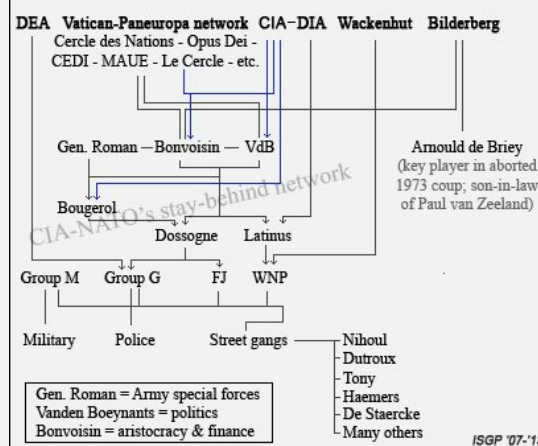 DEA Vatican-Paneuropa network CIA-DIA Wackenhut Bilderberg
Cercle des Nations - Opus Dei -
CEDI - MAUE - Le Cercle - etc.
Gen. Roman Bonvoisin VdB
Arnould de Briey
(key player in aborted
1973 coup; son-in-law
of Paul van Zeeland)
Bougerol
CIA-NATO's stay-behind network
Dossogne Latinus
Group M Group G FJ WNP
Military Police Street gangs
Nihoul
Dutroux
Tony
Haemers
De Staercke
Many others
Gen. Roman = Army special forces
Vanden Boeynants = politics
Bonvoisin = aristocracy & finance